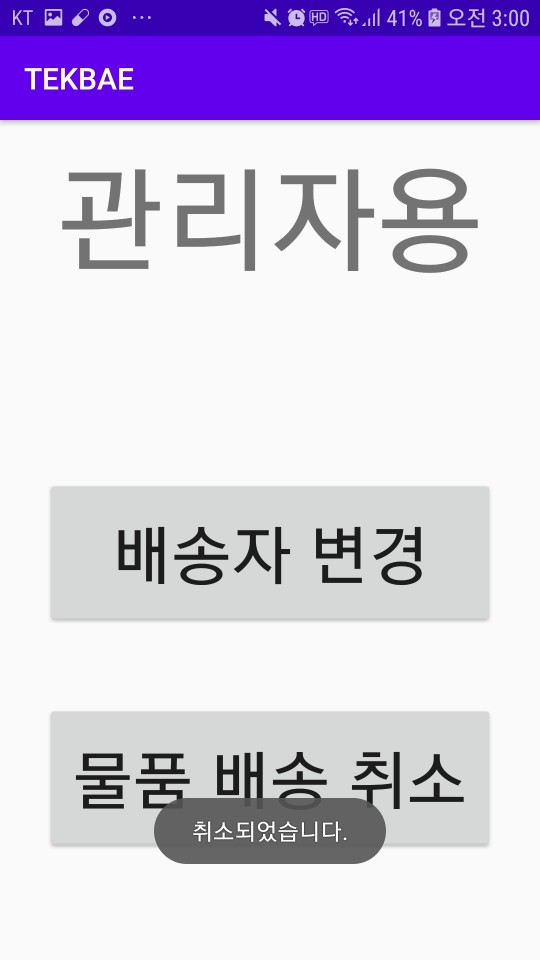 KT ... HD 41% 오전 3:00
TEKBAE
관리자용
배송자 변경
물품 배송 취소
취소되었습니다.